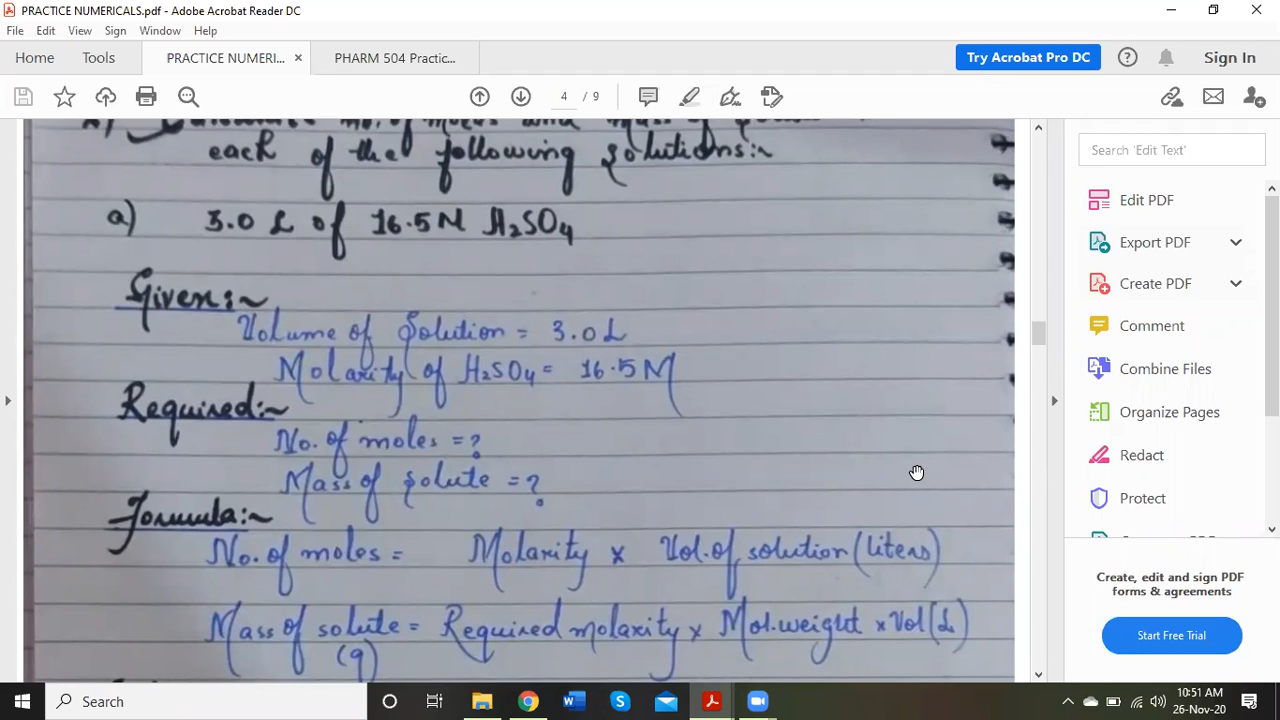 PRACTICE NUMERICALS.pdf - Adobe Acrobat Reader DC
File Edit View Sign Window Help
Home Tools PRACTICE NUMERI... × PHARM 504 Practic... Try Acrobat Pro DC Sign In
4 / 9
each of the following solutions:~
a) 3.0 L of 16.5M H₂SO₄
Given:~
Volume of Solution = 3.0L
Molarity of H₂SO₄ = 16.5M
Required:~
No. of moles = ?
Mass of solute = ?
Formula:~
No. of moles = Molarity × Vol. of solution (liters)
Mass of solute = Required molarity × Mol. weight × Vol (L)
(g)
Search 'Edit Text'
Edit PDF
Export PDF
Create PDF
Comment
Combine Files
Organize Pages
Redact
Protect
Create, edit and sign PDF
forms & agreements
Start Free Trial
Search
10:51 AM
26-Nov-20